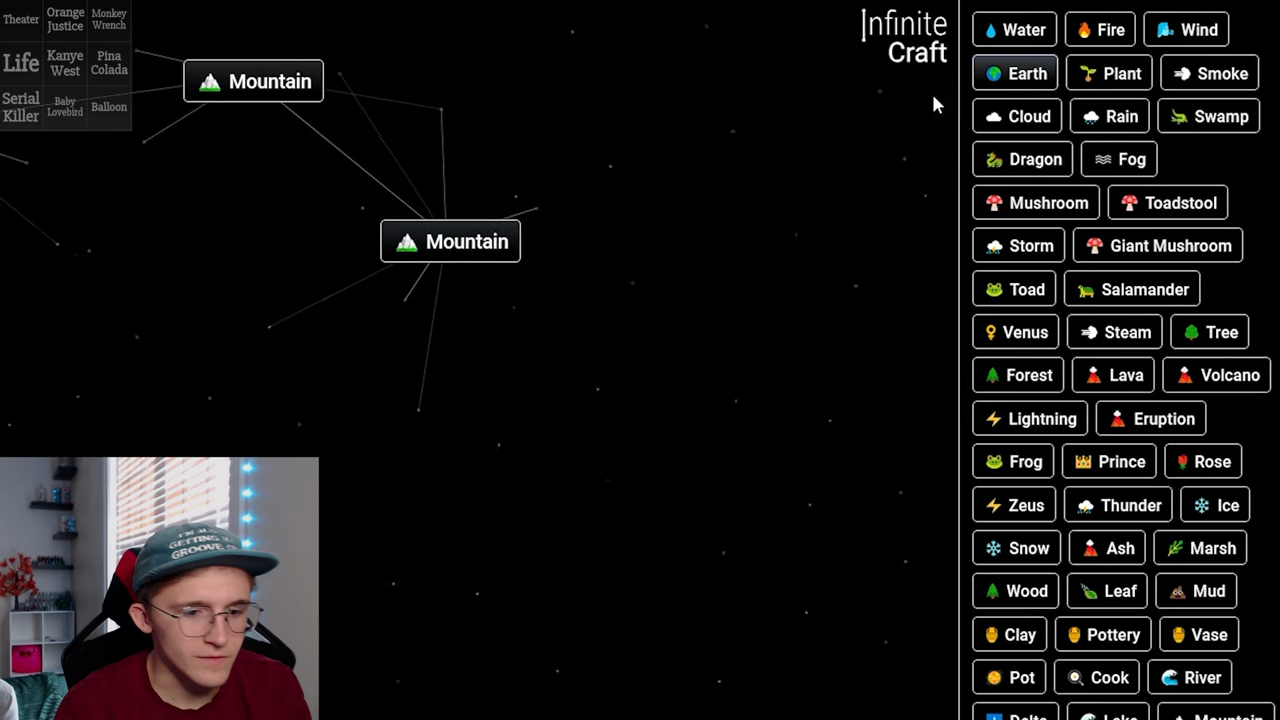 Theater
Orange Justice
Monkey Wrench
Life
Kanye West
Pina Colada
Serial Killer
Baby Lovebird
Balloon
Mountain
Mountain
Infinite
Craft
Water Fire Wind
Earth Plant Smoke
Cloud Rain Swamp
Dragon Fog
Mushroom Toadstool
Storm Giant Mushroom
Toad Salamander
Venus Steam Tree
Forest Lava Volcano
Lightning Eruption
Frog Prince Rose
Zeus Thunder Ice
Snow Ash Marsh
Wood Leaf Mud
Clay Pottery Vase
Pot Cook River
Delta Lake Mountain